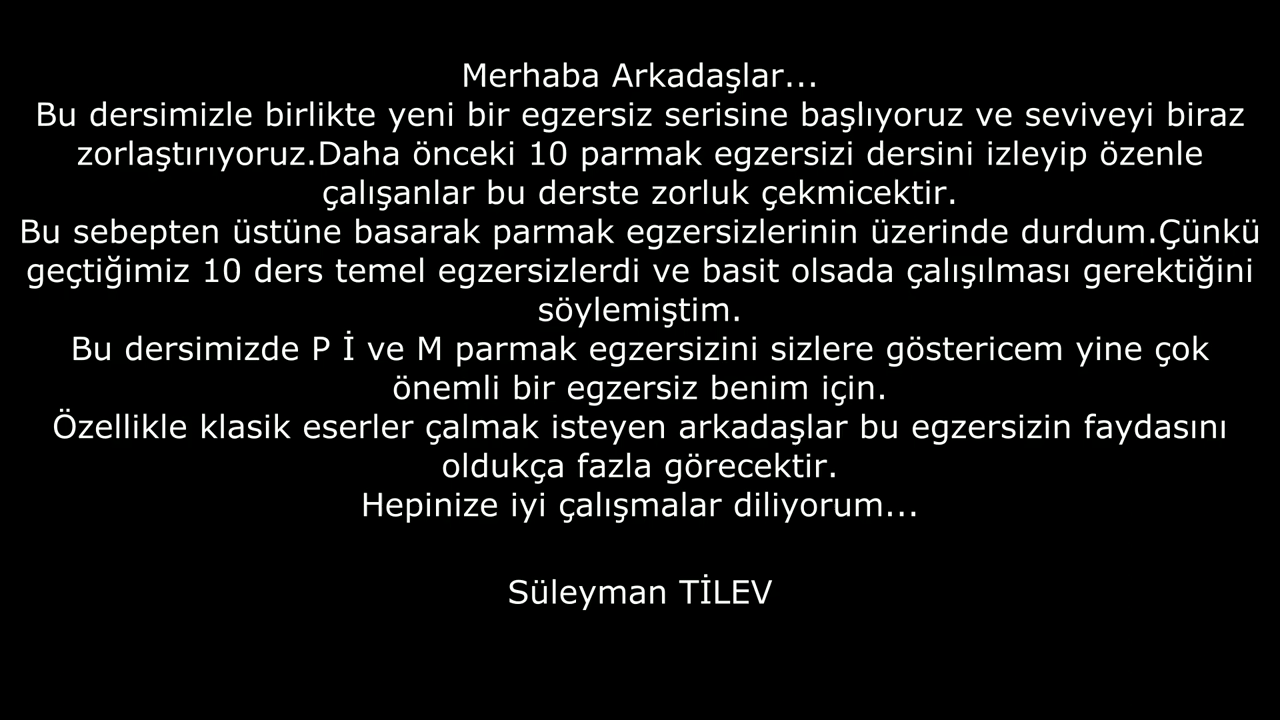 Merhaba Arkadaşlar...
Bu dersimizle birlikte yeni bir egzersiz serisine başlıyoruz ve seviveyi biraz
zorlaştırıyoruz.Daha önceki 10 parmak egzersizi dersini izleyip özenle
çalışanlar bu derste zorluk çekmicektir.
Bu sebepten üstüne basarak parmak egzersizlerinin üzerinde durdum.Çünkü
geçtiğimiz 10 ders temel egzersizlerdi ve basit olsada çalışılması gerektiğini
söylemiştim.
Bu dersimizde P İ ve M parmak egzersizini sizlere göstericem yine çok
önemli bir egzersiz benim için.
Özellikle klasik eserler çalmak isteyen arkadaşlar bu egzersizin faydasını
oldukça fazla görecektir.
Hepinize iyi çalışmalar diliyorum...
Süleyman TİLEV